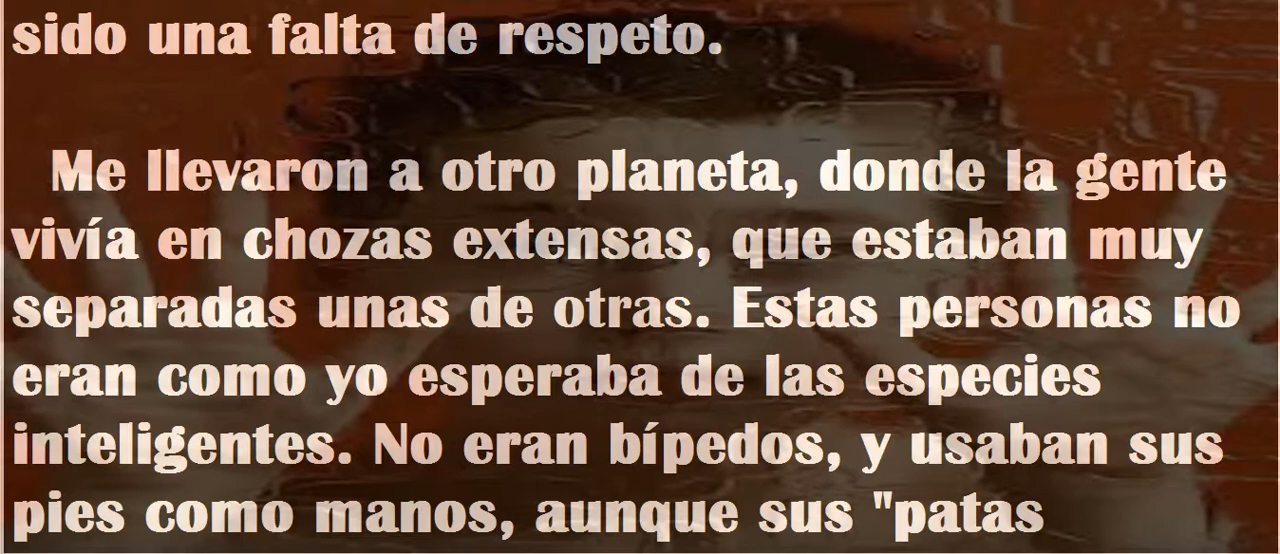 sido una falta de respeto.
Me llevaron a otro planeta, donde la gente
vivía en chozas extensas, que estaban muy
separadas unas de otras. Estas personas no
eran como yo esperaba de las especies
inteligentes. No eran bípedos, y usaban sus
pies como manos, aunque sus "patas